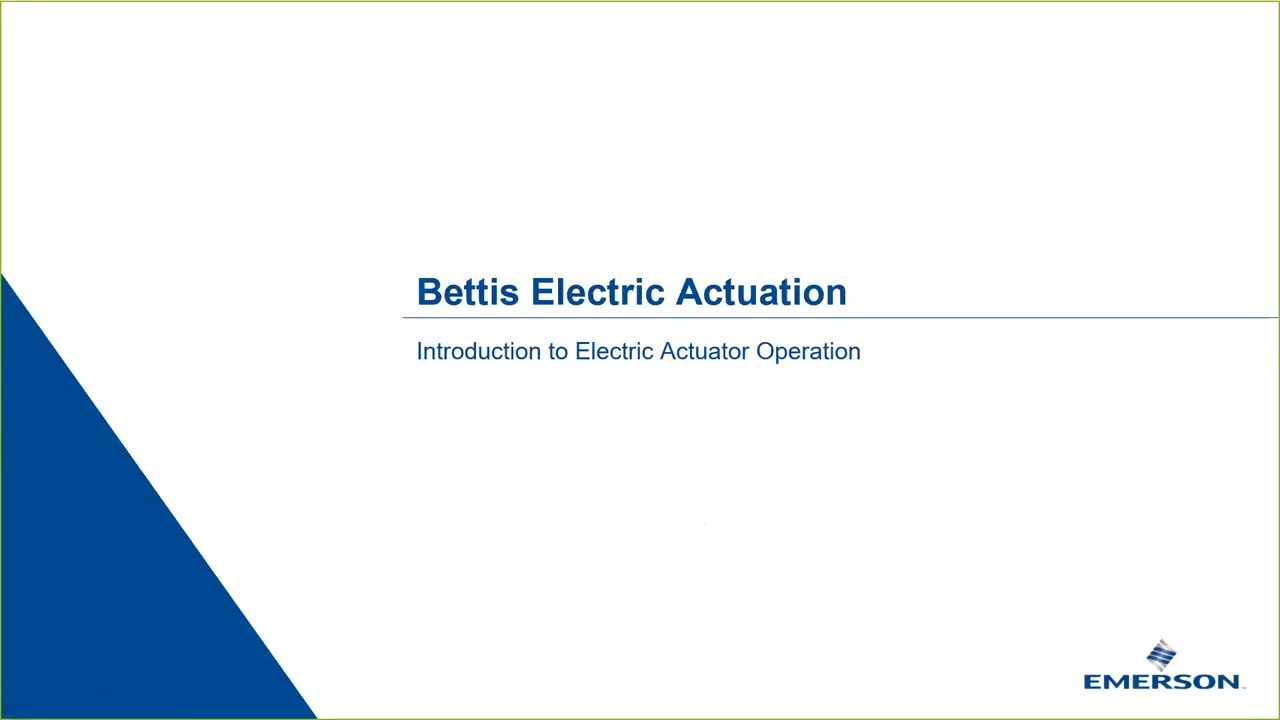 Bettis Electric Actuation
Introduction to Electric Actuator Operation
EMERSON